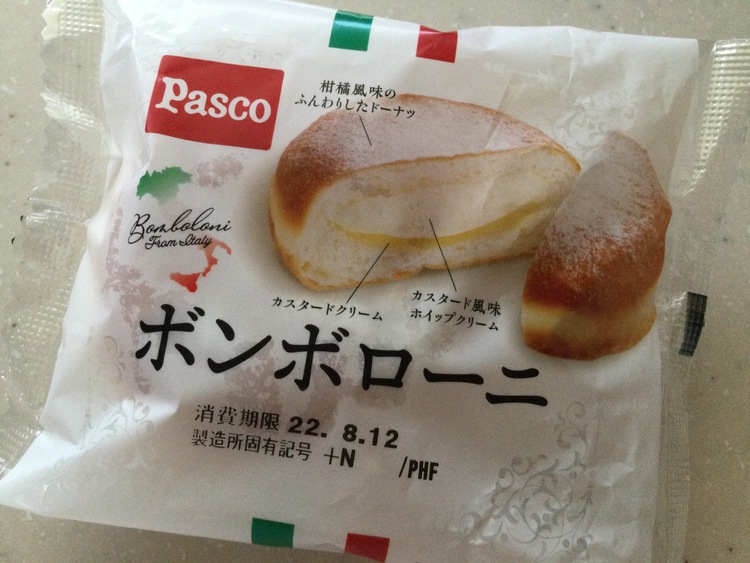 Pasco
柑橘風味の
ふんわりしたドーナツ
Bomboloni
From Italy
カスタードクリーム
カスタード風味
ホイップクリーム
ボンボローニ
消費期限 22. 8.12
製造所固有記号 +N /PHF